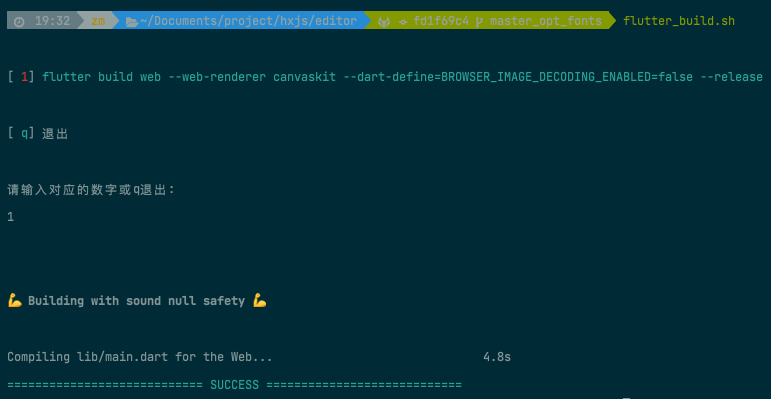 19:32 zm ~/Documents/project/hxjs/editor fd1f69c4 master_opt_fonts flutter_build.sh
[ 1] flutter build web --web-renderer canvaskit --dart-define=BROWSER_IMAGE_DECODING_ENABLED=false --release
[ q] 退出
请输入对应的数字或q退出:
1
💪 Building with sound null safety 💪
Compiling lib/main.dart for the Web... 4.8s
============================ SUCCESS ============================